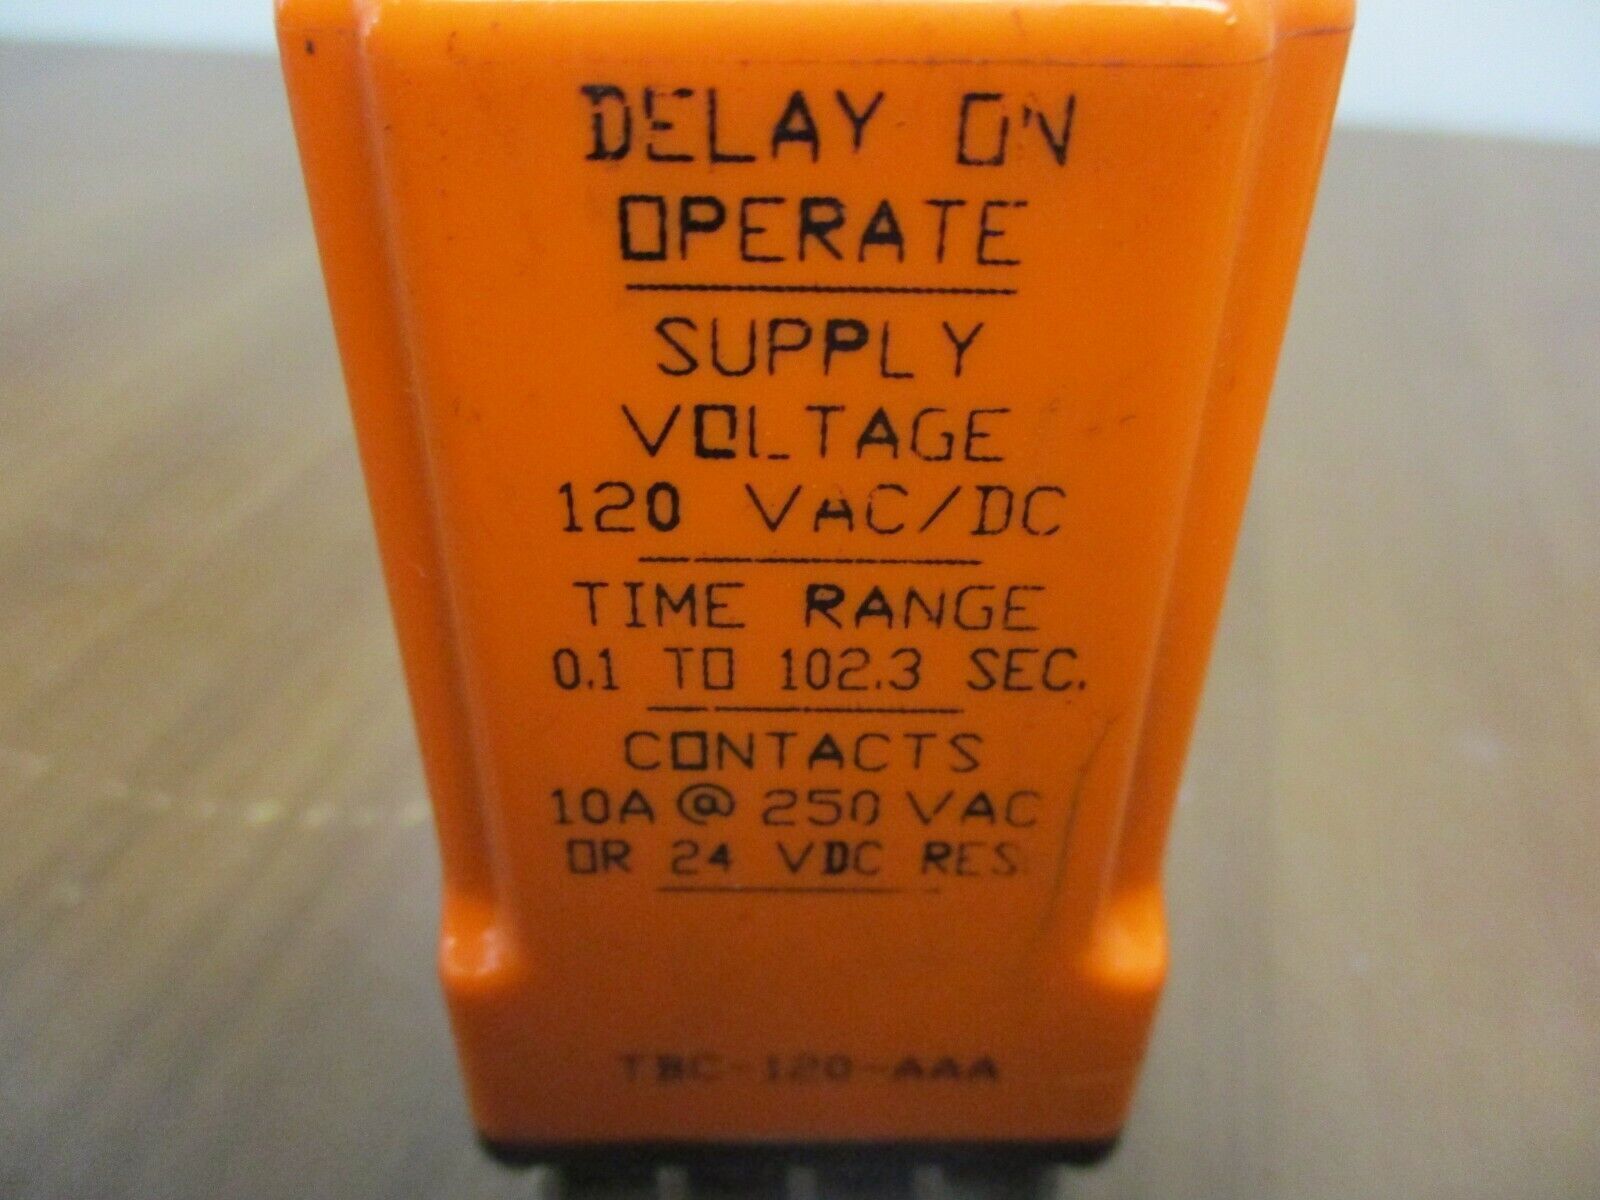 DELAY ON
OPERATE
SUPPLY
VOLTAGE
120 VAC/DC
TIME RANGE
0.1 TO 102.3 SEC.
CONTACTS
10A @ 250 VAC
OR 24 VDC RES.
TBC-120-AAA